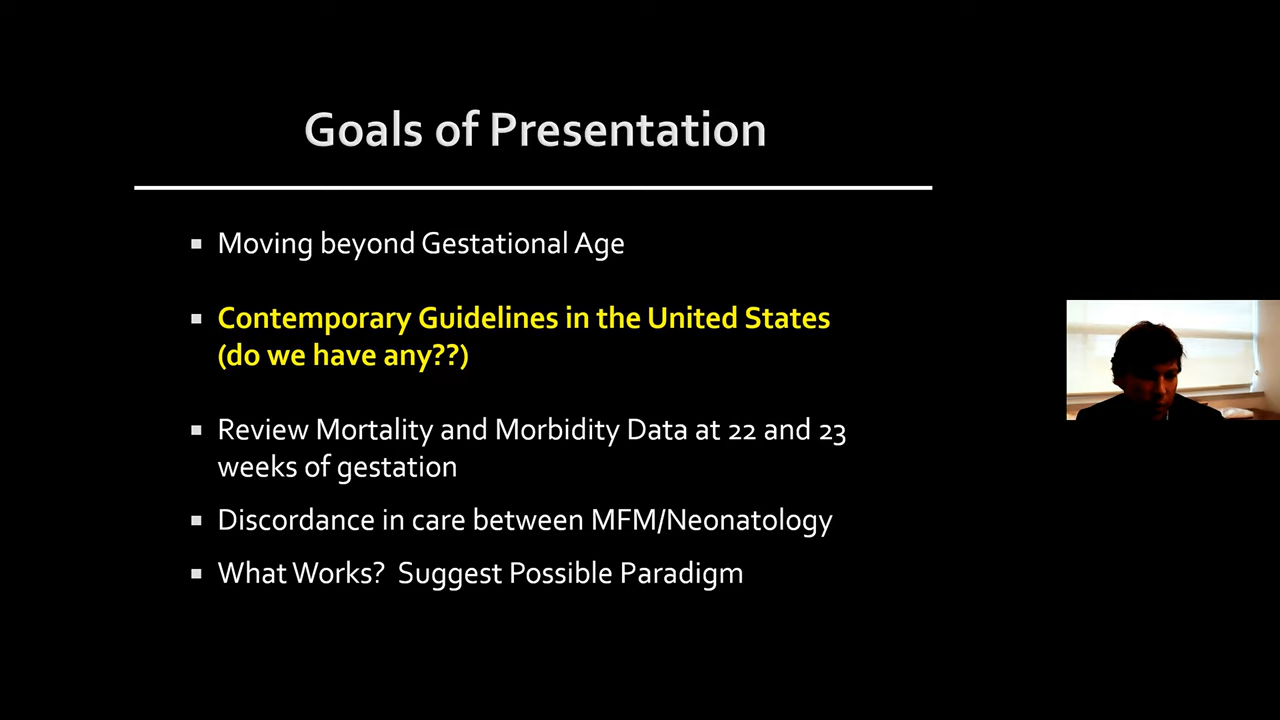 Goals of Presentation
Moving beyond Gestational Age
Contemporary Guidelines in the United States
(do we have any??)
Review Mortality and Morbidity Data at 22 and 23
weeks of gestation
Discordance in care between MFM/Neonatology
What Works? Suggest Possible Paradigm